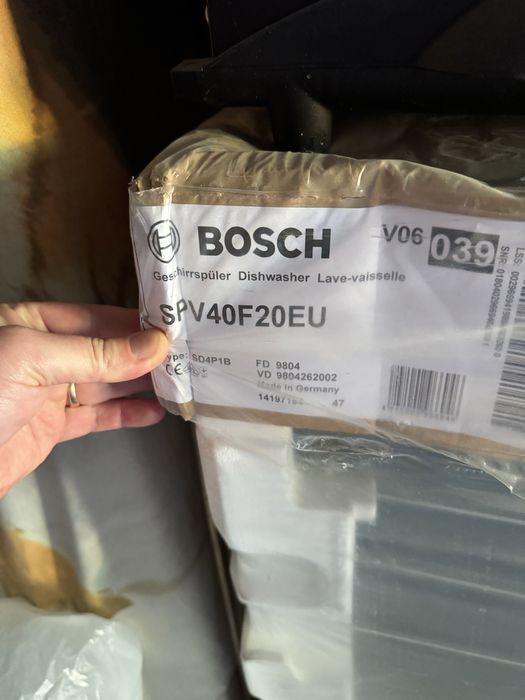 BOSCH
V06 039
Geschirrspüler Dishwasher Lave-vaisselle
SPV40F20EU
Type: SD4P1B FD 9804
VD 9804262002
Made in Germany
47